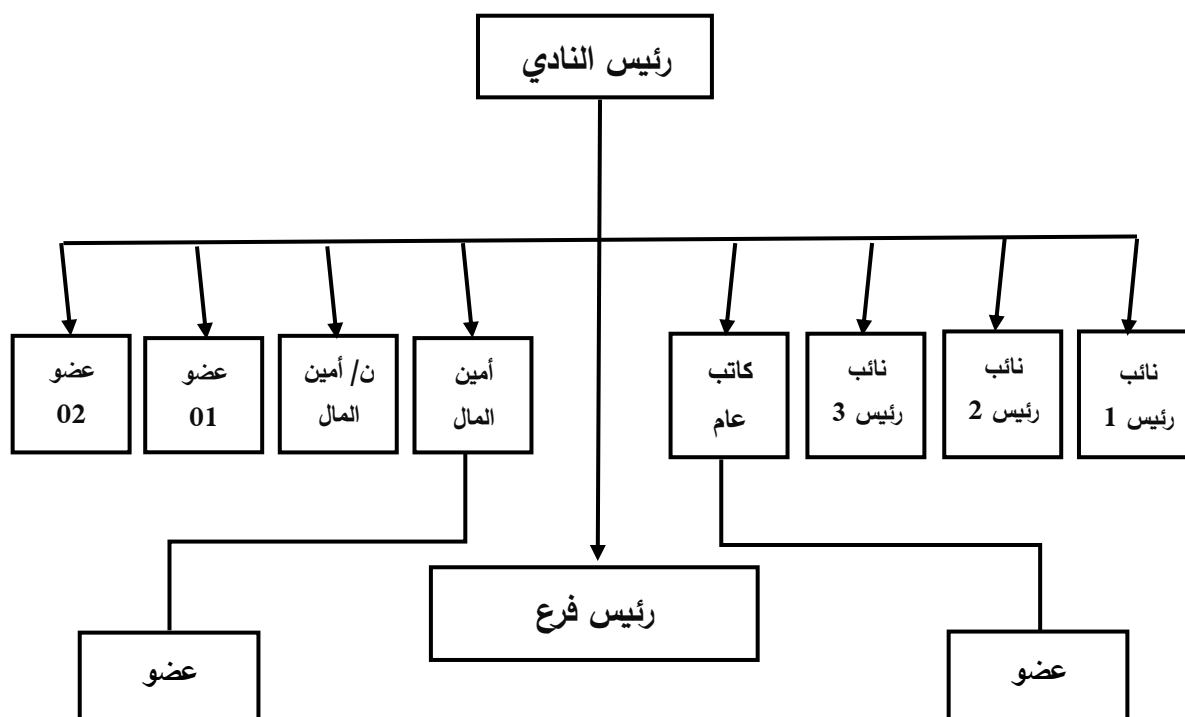 رئيس النادي
نائب
رئيس 1
نائب
رئيس 2
نائب
رئيس 3
كاتب
عام
أمين
المال
ن/ أمين
المال
عضو
01
عضو
02
رئيس فرع
عضو
عضو